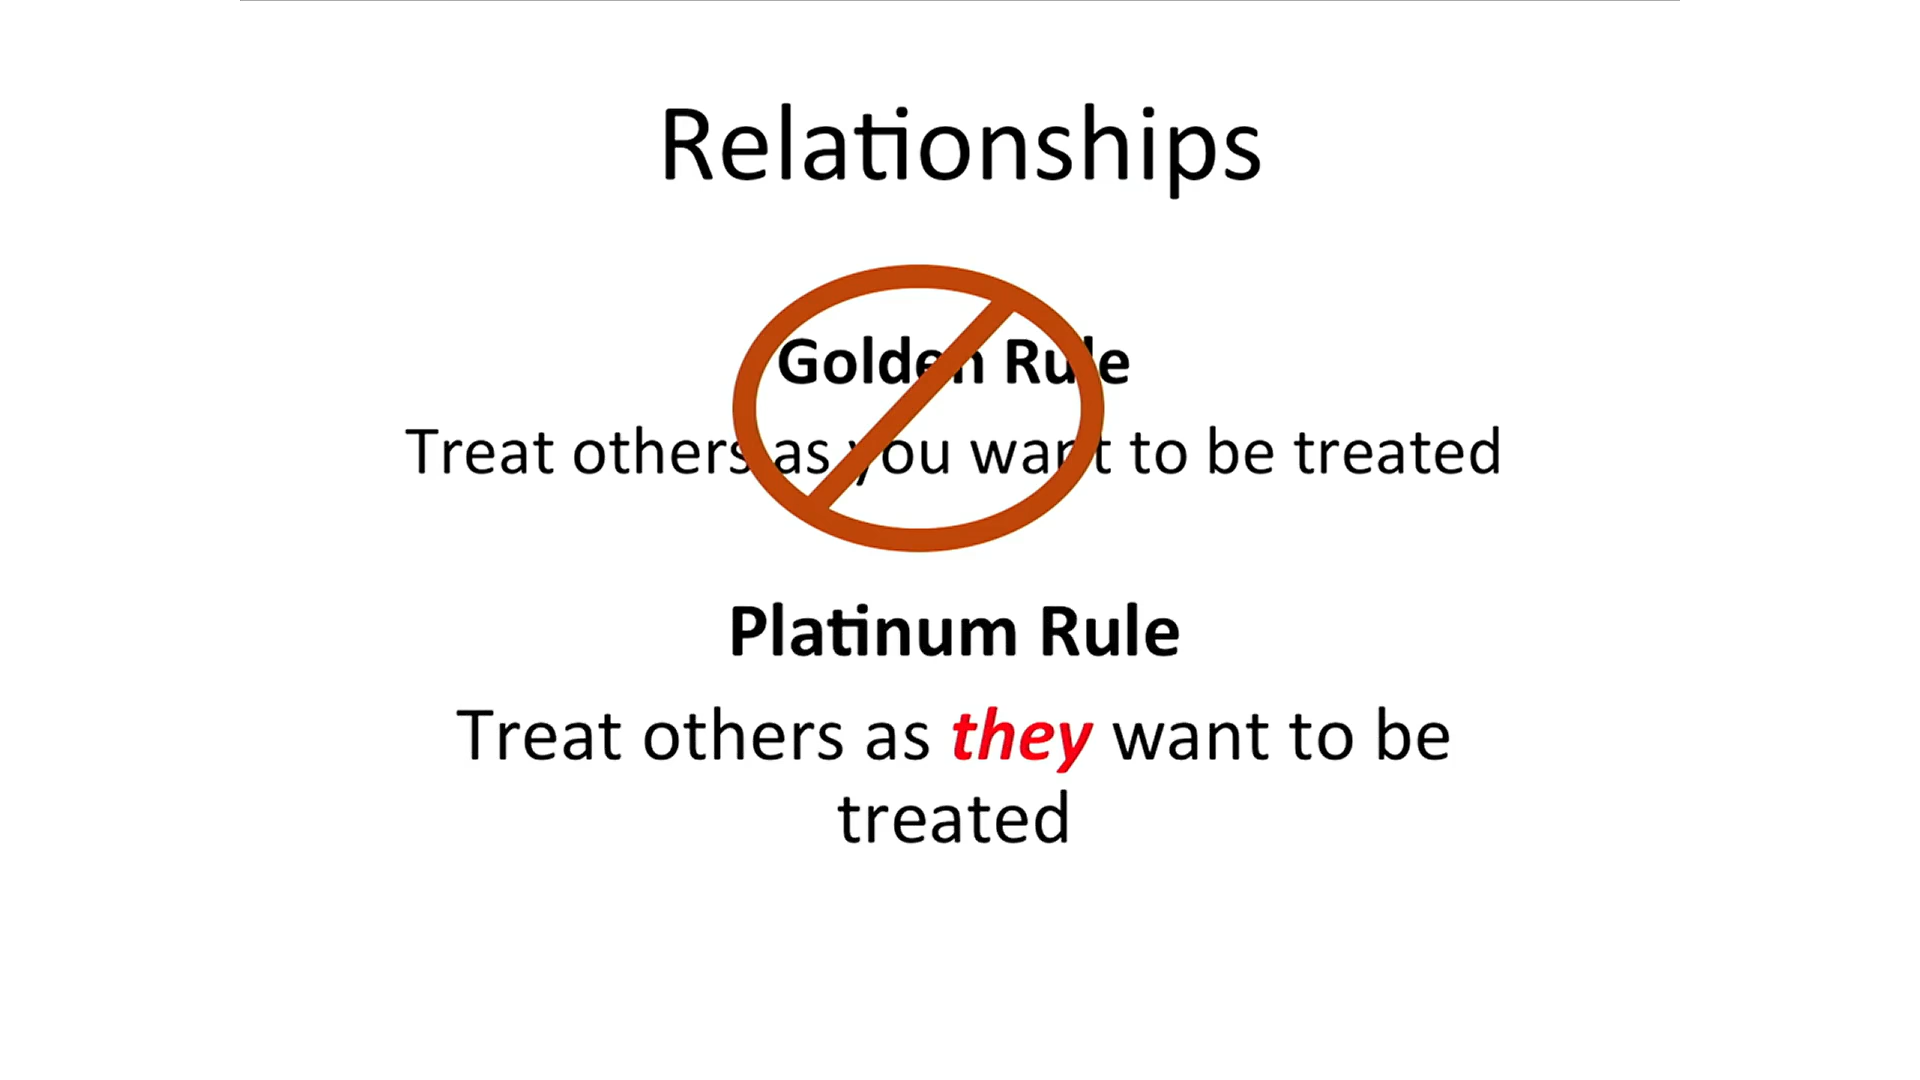 Relationships
Golden Rule
Treat others as you want to be treated
Platinum Rule
Treat others as they want to be
treated